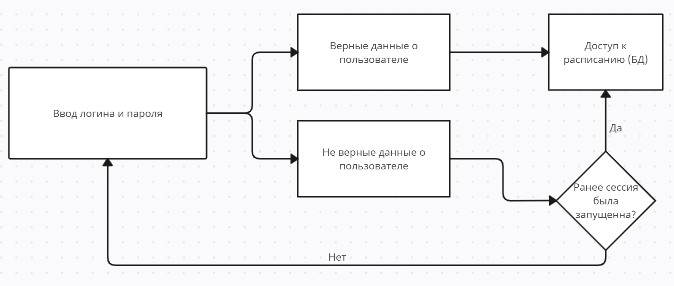 Ввод логина и пароля
Верные данные о
пользователе
Доступ к
расписанию (БД)
Не верные данные о
пользователе
Да
Ранее сессия
была
запущенна?
Нет